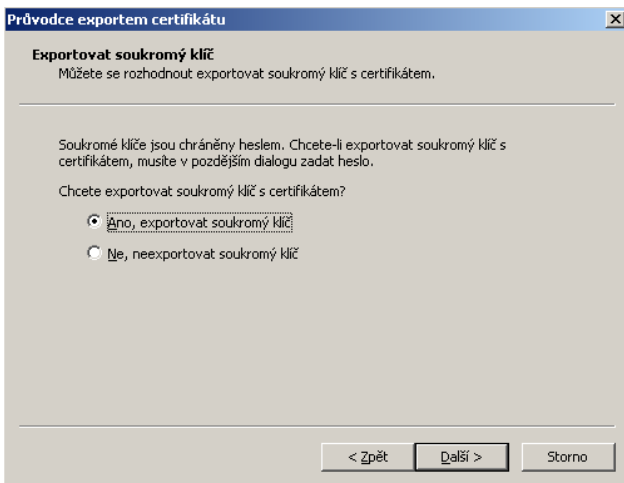 Průvodce exportem certifikátu
Exportovat soukromý klíč
Můžete se rozhodnout exportovat soukromý klíč s certifikátem.
Soukromé klíče jsou chráněny heslem. Chcete-li exportovat soukromý klíč s
certifikátem, musíte v pozdějším dialogu zadat heslo.
Chcete exportovat soukromý klíč s certifikátem?
Ano, exportovat soukromý klíč
Ne, neexportovat soukromý klíč
< Zpět Další > Storno